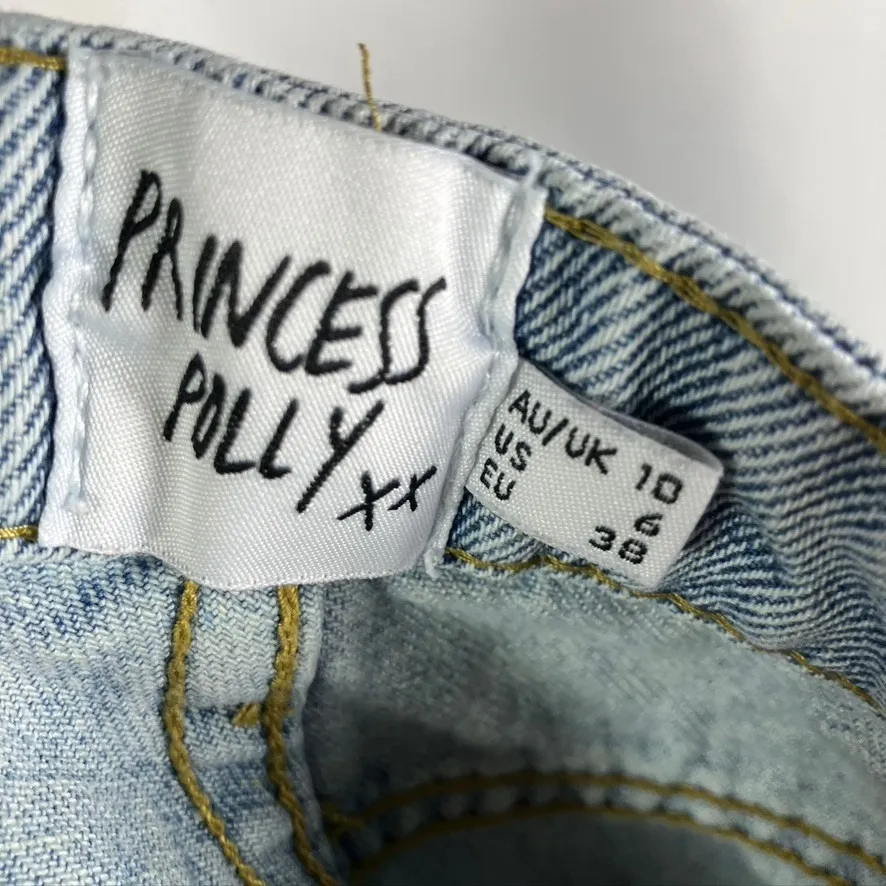 PRINCESS
POLLY xx
AU/UK 10
US 6
EU 38